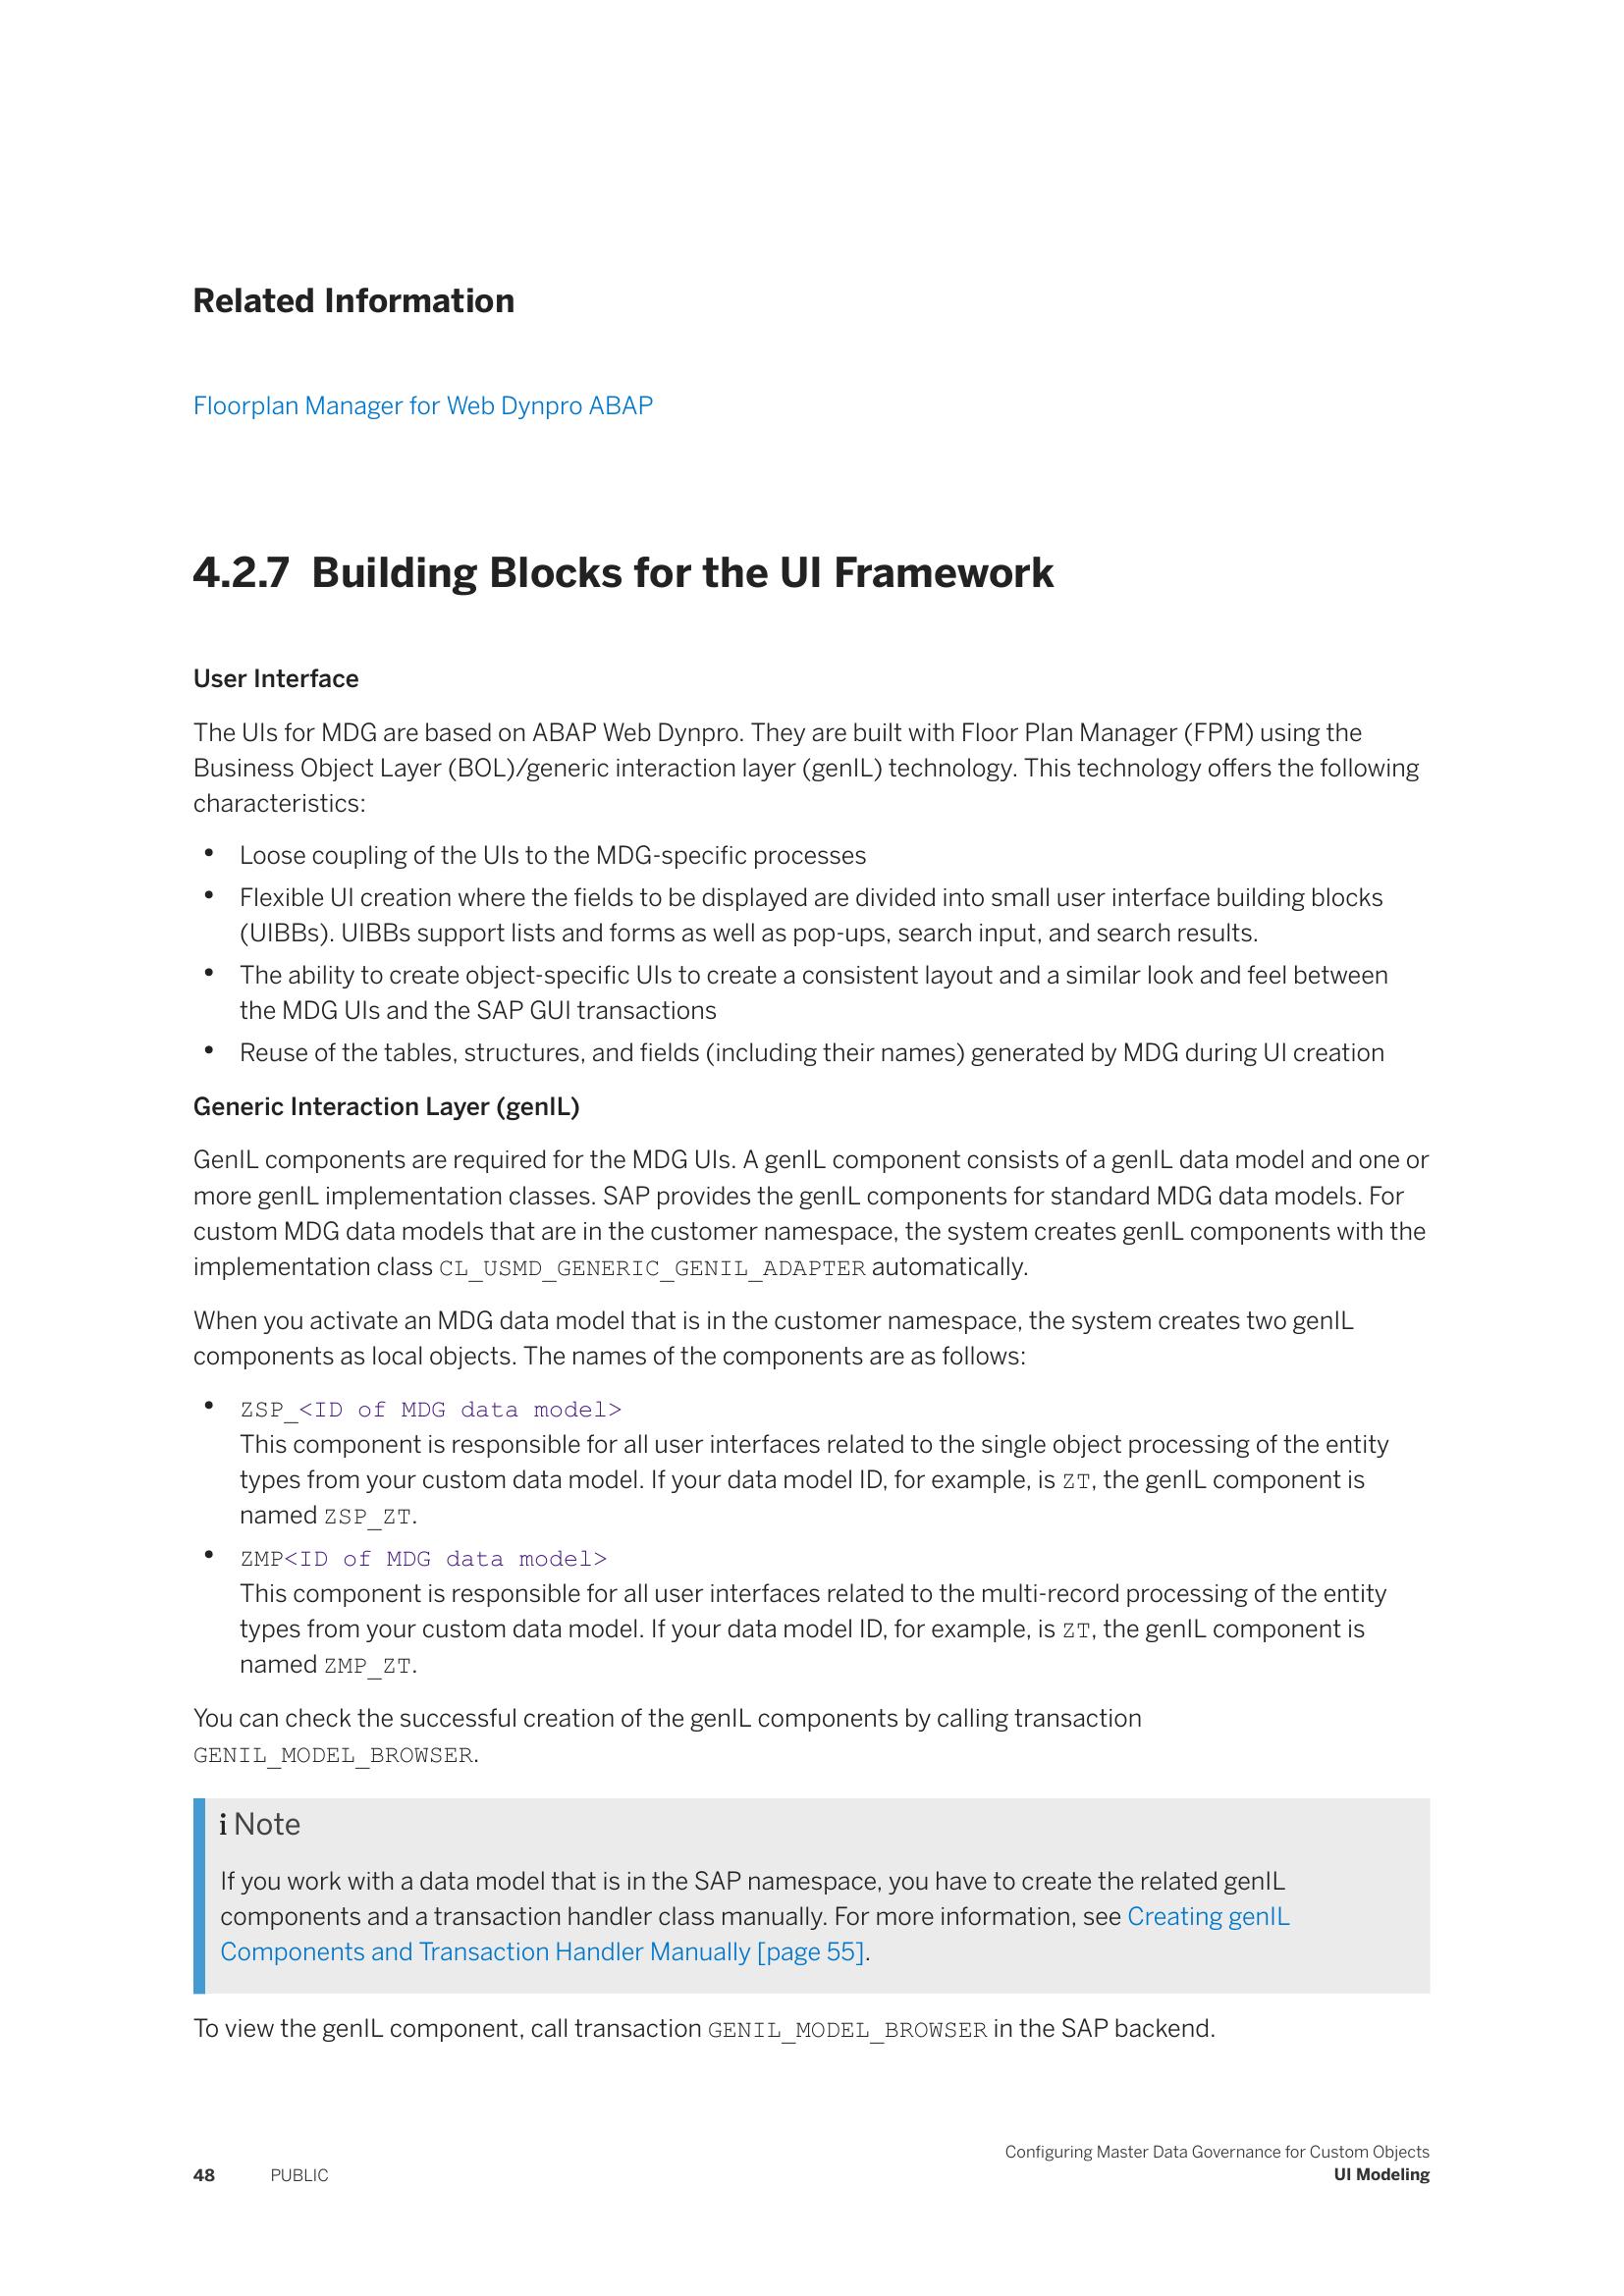 Related Information
Floorplan Manager for Web Dynpro ABAP
4.2.7 Building Blocks for the UI Framework
User Interface
The UIs for MDG are based on ABAP Web Dynpro. They are built with Floor Plan Manager (FPM) using the
Business Object Layer (BOL)/generic interaction layer (genIL) technology. This technology offers the following
characteristics:
• Loose coupling of the UIs to the MDG-specific processes
• Flexible UI creation where the fields to be displayed are divided into small user interface building blocks
(UIBBs). UIBBs support lists and forms as well as pop-ups, search input, and search results.
• The ability to create object-specific UIs to create a consistent layout and a similar look and feel between
the MDG UIs and the SAP GUI transactions
• Reuse of the tables, structures, and fields (including their names) generated by MDG during UI creation
Generic Interaction Layer (genIL)
GenIL components are required for the MDG UIs. A genIL component consists of a genIL data model and one or
more genIL implementation classes. SAP provides the genIL components for standard MDG data models. For
custom MDG data models that are in the customer namespace, the system creates genIL components with the
implementation class CL_USMD_GENERIC_GENIL_ADAPTER automatically.
When you activate an MDG data model that is in the customer namespace, the system creates two genIL
components as local objects. The names of the components are as follows:
• ZSP_<ID of MDG data model>
This component is responsible for all user interfaces related to the single object processing of the entity
types from your custom data model. If your data model ID, for example, is ZT, the genIL component is
named ZSP_ZT.
• ZMP<ID of MDG data model>
This component is responsible for all user interfaces related to the multi-record processing of the entity
types from your custom data model. If your data model ID, for example, is ZT, the genIL component is
named ZMP_ZT.
You can check the successful creation of the genIL components by calling transaction
GENIL_MODEL_BROWSER.
i Note
If you work with a data model that is in the SAP namespace, you have to create the related genIL
components and a transaction handler class manually. For more information, see Creating genIL
Components and Transaction Handler Manually [page 55].
To view the genIL component, call transaction GENIL_MODEL_BROWSER in the SAP backend.
Configuring Master Data Governance for Custom Objects
48 PUBLIC UI Modeling